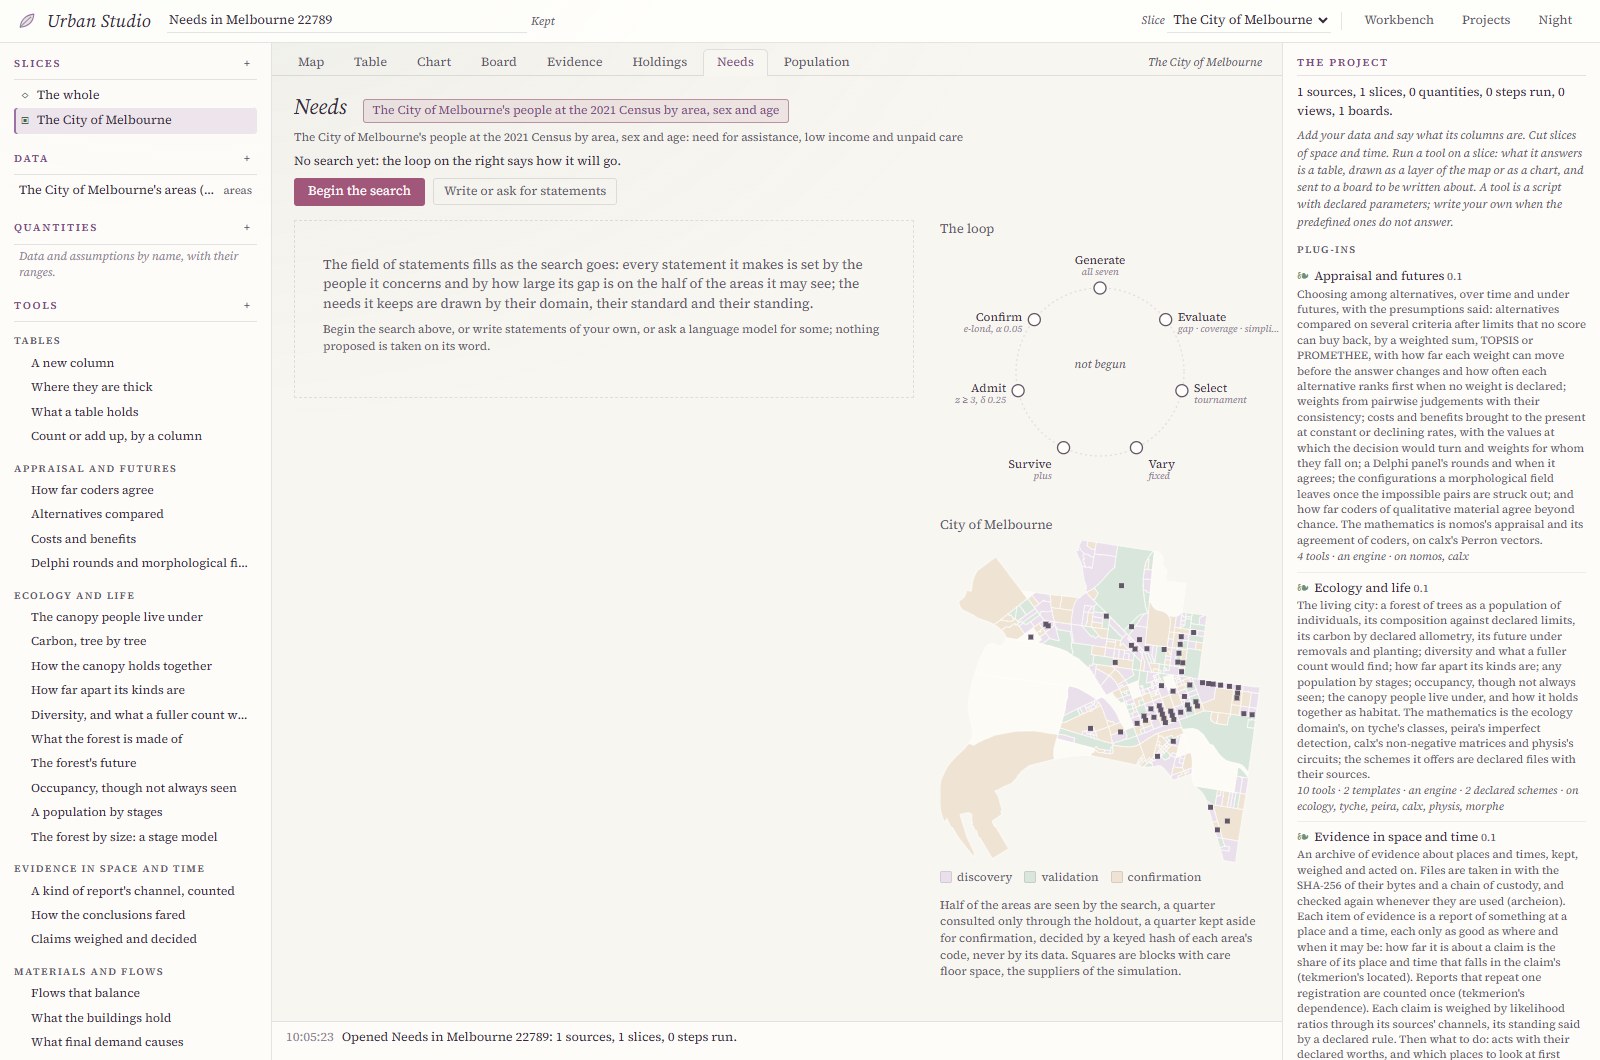 Urban Studio
Needs in Melbourne 22789
Kept
Slice The City of Melbourne
Workbench
Projects
Night
SLICES +
The whole
The City of Melbourne
DATA +
The City of Melbourne's areas (... areas
QUANTITIES +
Data and assumptions by name, with their
ranges.
TOOLS +
TABLES
A new column
Where they are thick
What a table holds
Count or add up, by a column
APPRAISAL AND FUTURES
How far coders agree
Alternatives compared
Costs and benefits
Delphi rounds and morphological fi...
ECOLOGY AND LIFE
The canopy people live under
Carbon, tree by tree
How the canopy holds together
How far apart its kinds are
Diversity, and what a fuller count w...
What the forest is made of
The forest's future
Occupancy, though not always seen
A population by stages
The forest by size: a stage model
EVIDENCE IN SPACE AND TIME
A kind of report's channel, counted
How the conclusions fared
Claims weighed and decided
MATERIALS AND FLOWS
Flows that balance
What the buildings hold
What final demand causes
Map
Table
Chart
Board
Evidence
Holdings
Needs
Population
The City of Melbourne
Needs
The City of Melbourne's people at the 2021 Census by area, sex and age
The City of Melbourne's people at the 2021 Census by area, sex and age: need for assistance, low income and unpaid care
No search yet: the loop on the right says how it will go.
Begin the search
Write or ask for statements
The field of statements fills as the search goes: every statement it makes is set by the
people it concerns and by how large its gap is on the half of the areas it may see; the
needs it keeps are drawn by their domain, their standard and their standing.
Begin the search above, or write statements of your own, or ask a language model for some; nothing
proposed is taken on its word.
The loop
Generate
all seven
Confirm
e-lond, α 0.05
Evaluate
gap · coverage · simpli...
not begun
Admit
z ≥ 3, δ 0.25
Select
tournament
Survive
plus
Vary
fixed
City of Melbourne
discovery
validation
confirmation
Half of the areas are seen by the search, a quarter
consulted only through the holdout, a quarter kept aside
for confirmation, decided by a keyed hash of each area's
code, never by its data. Squares are blocks with care
floor space, the suppliers of the simulation.
10:05:23 Opened Needs in Melbourne 22789: 1 sources, 1 slices, 0 steps run.
THE PROJECT
1 sources, 1 slices, 0 quantities, 0 steps run, 0
views, 1 boards.
Add your data and say what its columns are. Cut slices
of space and time. Run a tool on a slice: what it answers
is a table, drawn as a layer of the map or as a chart, and
sent to a board to be written about. A tool is a script
with declared parameters; write your own when the
predefined ones do not answer.
PLUG-INS
Appraisal and futures 0.1
Choosing among alternatives, over time and under
futures, with the presumptions said: alternatives
compared on several criteria after limits that no score
can buy back, by a weighted sum, TOPSIS or
PROMETHEE, with how far each weight can move
before the answer changes and how often each
alternative ranks first when no weight is declared;
weights from pairwise judgements with their
consistency; costs and benefits brought to the present
at constant or declining rates, with the values at
which the decision would turn and weights for whom
they fall on; a Delphi panel's rounds and when it
agrees; the configurations a morphological field
leaves once the impossible pairs are struck out; and
how far coders of qualitative material agree beyond
chance. The mathematics is nomos's appraisal and its
agreement of coders, on calx's Perron vectors.
4 tools · an engine · on nomos, calx
Ecology and life 0.1
The living city: a forest of trees as a population of
individuals, its composition against declared limits,
its carbon by declared allometry, its future under
removals and planting; diversity and what a fuller
count would find; how far apart its kinds are; any
population by stages; occupancy, though not always
seen; the canopy people live under, and how it holds
together as habitat. The mathematics is the ecology
domain's, on tyche's classes, peira's imperfect
detection, calx's non-negative matrices and physis's
circuits; the schemes it offers are declared files with
their sources.
10 tools · 2 templates · an engine · 2 declared schemes · on
ecology, tyche, peira, calx, physis, morphe
Evidence in space and time 0.1
An archive of evidence about places and times, kept,
weighed and acted on. Files are taken in with the
SHA-256 of their bytes and a chain of custody, and
checked again whenever they are used (archeion).
Each item of evidence is a report of something at a
place and a time, each only as good as where and
when it may be: how far it is about a claim is the
share of its place and time that falls in the claim's
(tekmerion's located). Reports that repeat one
registration are counted once (tekmerion's
dependence). Each claim is weighed by likelihood
ratios through its sources' channels, its standing said
by a declared rule. Then what to do: acts with their
declared worths, and which places to look at first